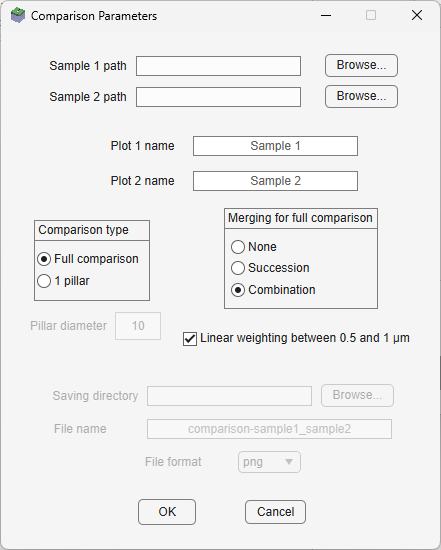 Comparison Parameters
Sample 1 path
Browse...
Sample 2 path
Browse...
Plot 1 name
Sample 1
Plot 2 name
Sample 2
Comparison type
Full comparison
1 pillar
Merging for full comparison
None
Succession
Combination
Pillar diameter
10
Linear weighting between 0.5 and 1 µm
Saving directory
Browse...
File name
comparison-sample1_sample2
File format
png
OK
Cancel